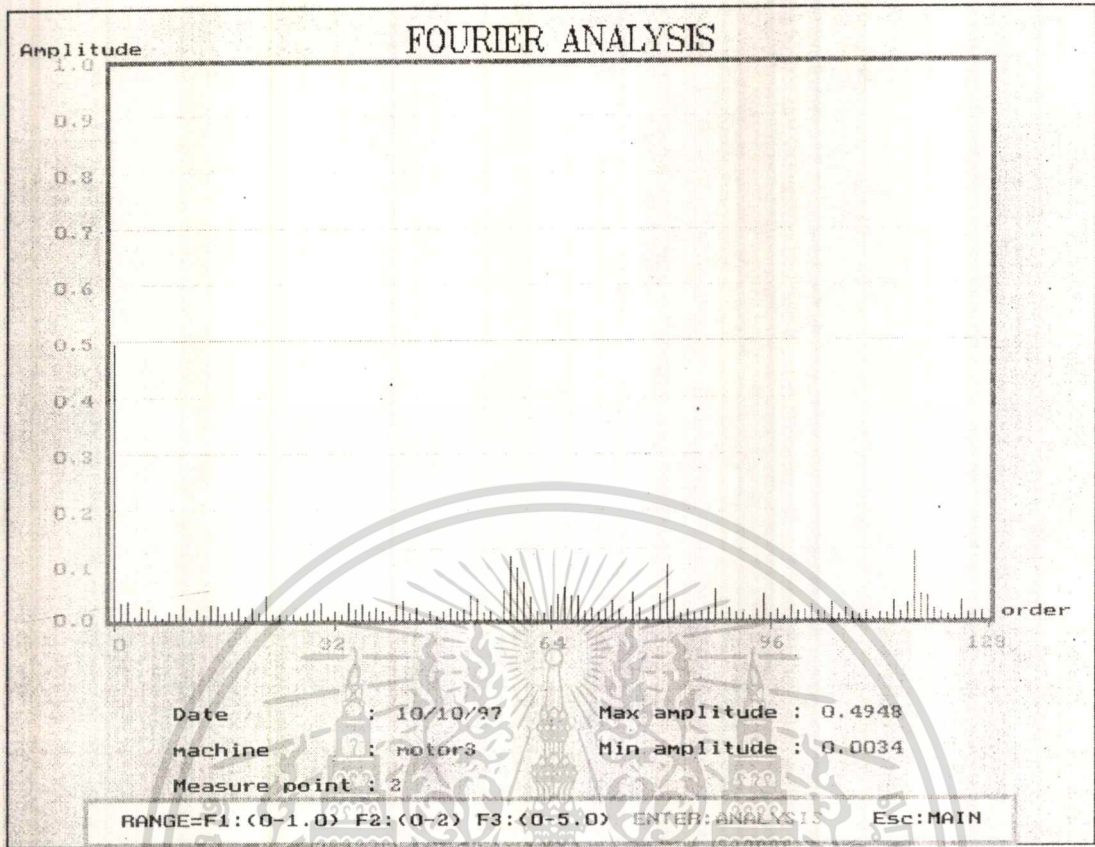 FOURIER ANALYSIS
Amplitude
1.0
0.9
0.8
0.7
0.6
0.5
0.4
0.3
0.2
0.1
0.0
order
0 32 64 96 128
Date : 10/10/97 Max amplitude : 0.4948
machine : motor3 Min amplitude : 0.0034
Measure point : 2
RANGE=F1:(0-1.0) F2:(0-2) F3:(0-5.0) ENTER:ANALYSIS Esc:MAIN